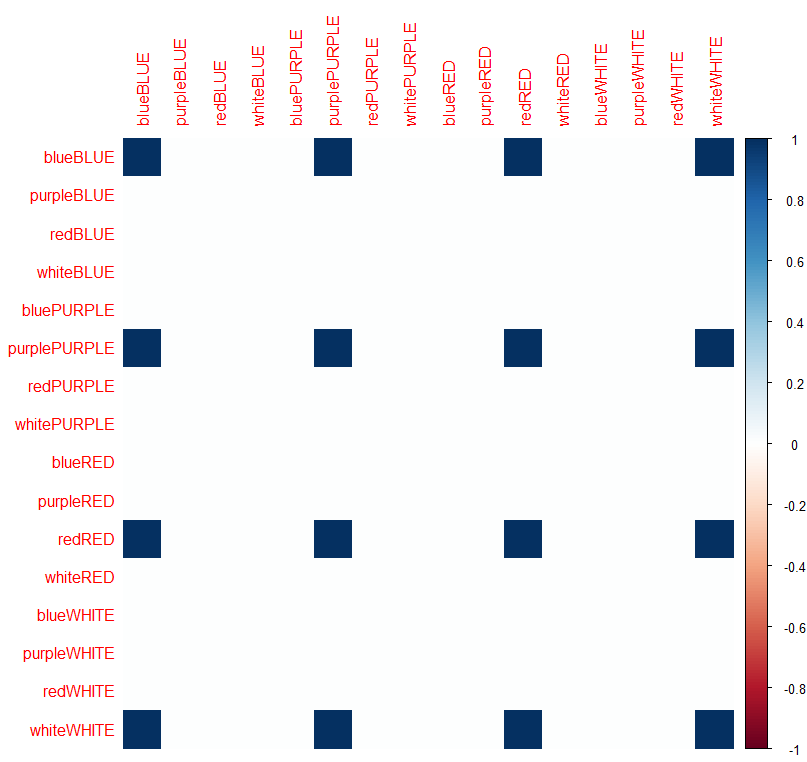 blueBLUE
purpleBLUE
redBLUE
whiteBLUE
bluePURPLE
purplePURPLE
redPURPLE
whitePURPLE
blueRED
purpleRED
redRED
whiteRED
blueWHITE
purpleWHITE
redWHITE
whiteWHITE
blueBLUE
purpleBLUE
redBLUE
whiteBLUE
bluePURPLE
purplePURPLE
redPURPLE
whitePURPLE
blueRED
purpleRED
redRED
whiteRED
blueWHITE
purpleWHITE
redWHITE
whiteWHITE
1
0.8
0.6
0.4
0.2
0
-0.2
-0.4
-0.6
-0.8
-1